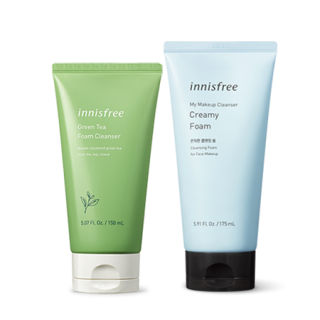 innisfree
Green Tea
Foam Cleanser
5.07 Fl. Oz. / 150 mL
innisfree
My Makeup Cleanser
Creamy
Foam
Cleansing Foam
for Face Makeup
5.91 Fl. Oz. / 175 mL